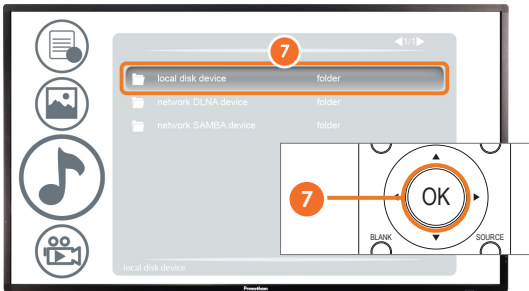 1/1
7
local disk device folder
network DLNA device folder
network SAMBA device folder
7
OK
BLANK
SOURCE
local disk device
Promethean